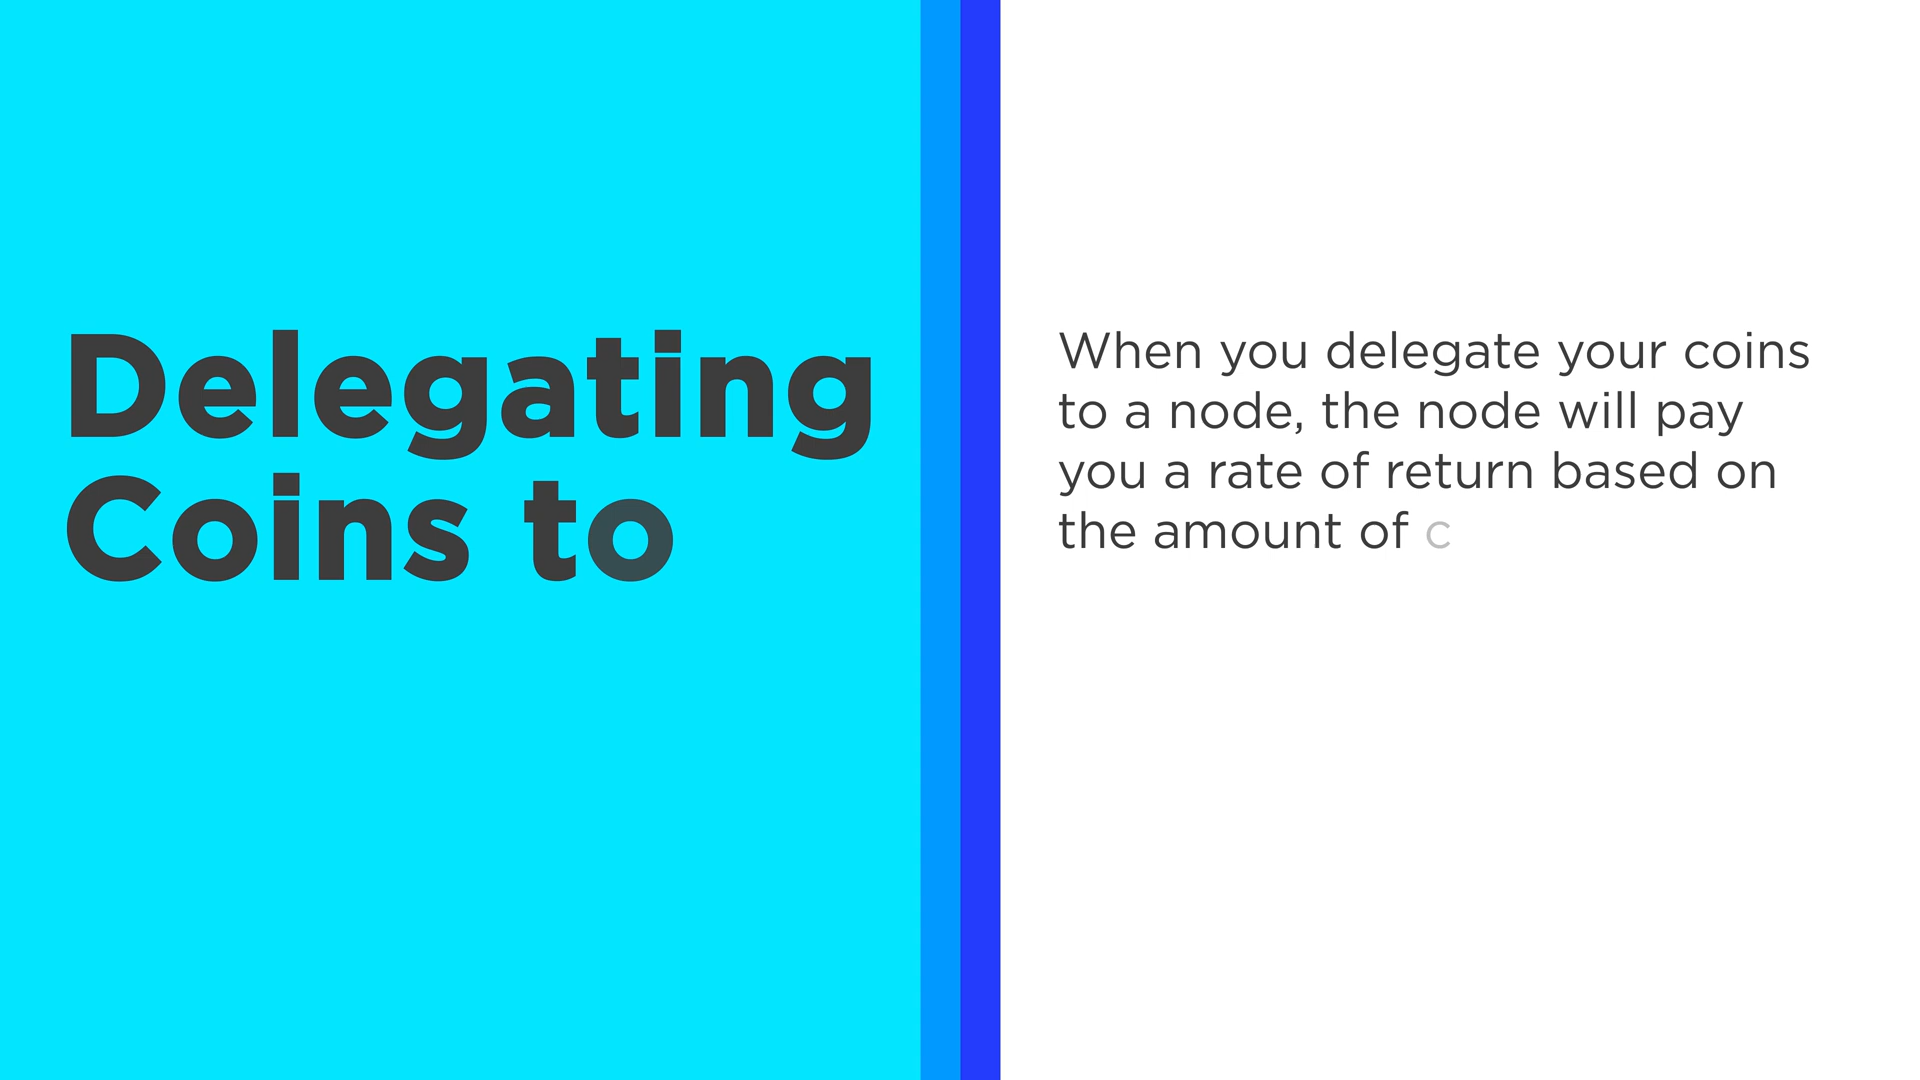 Delegating
Coins to
When you delegate your coins
to a node, the node will pay
you a rate of return based on
the amount of c